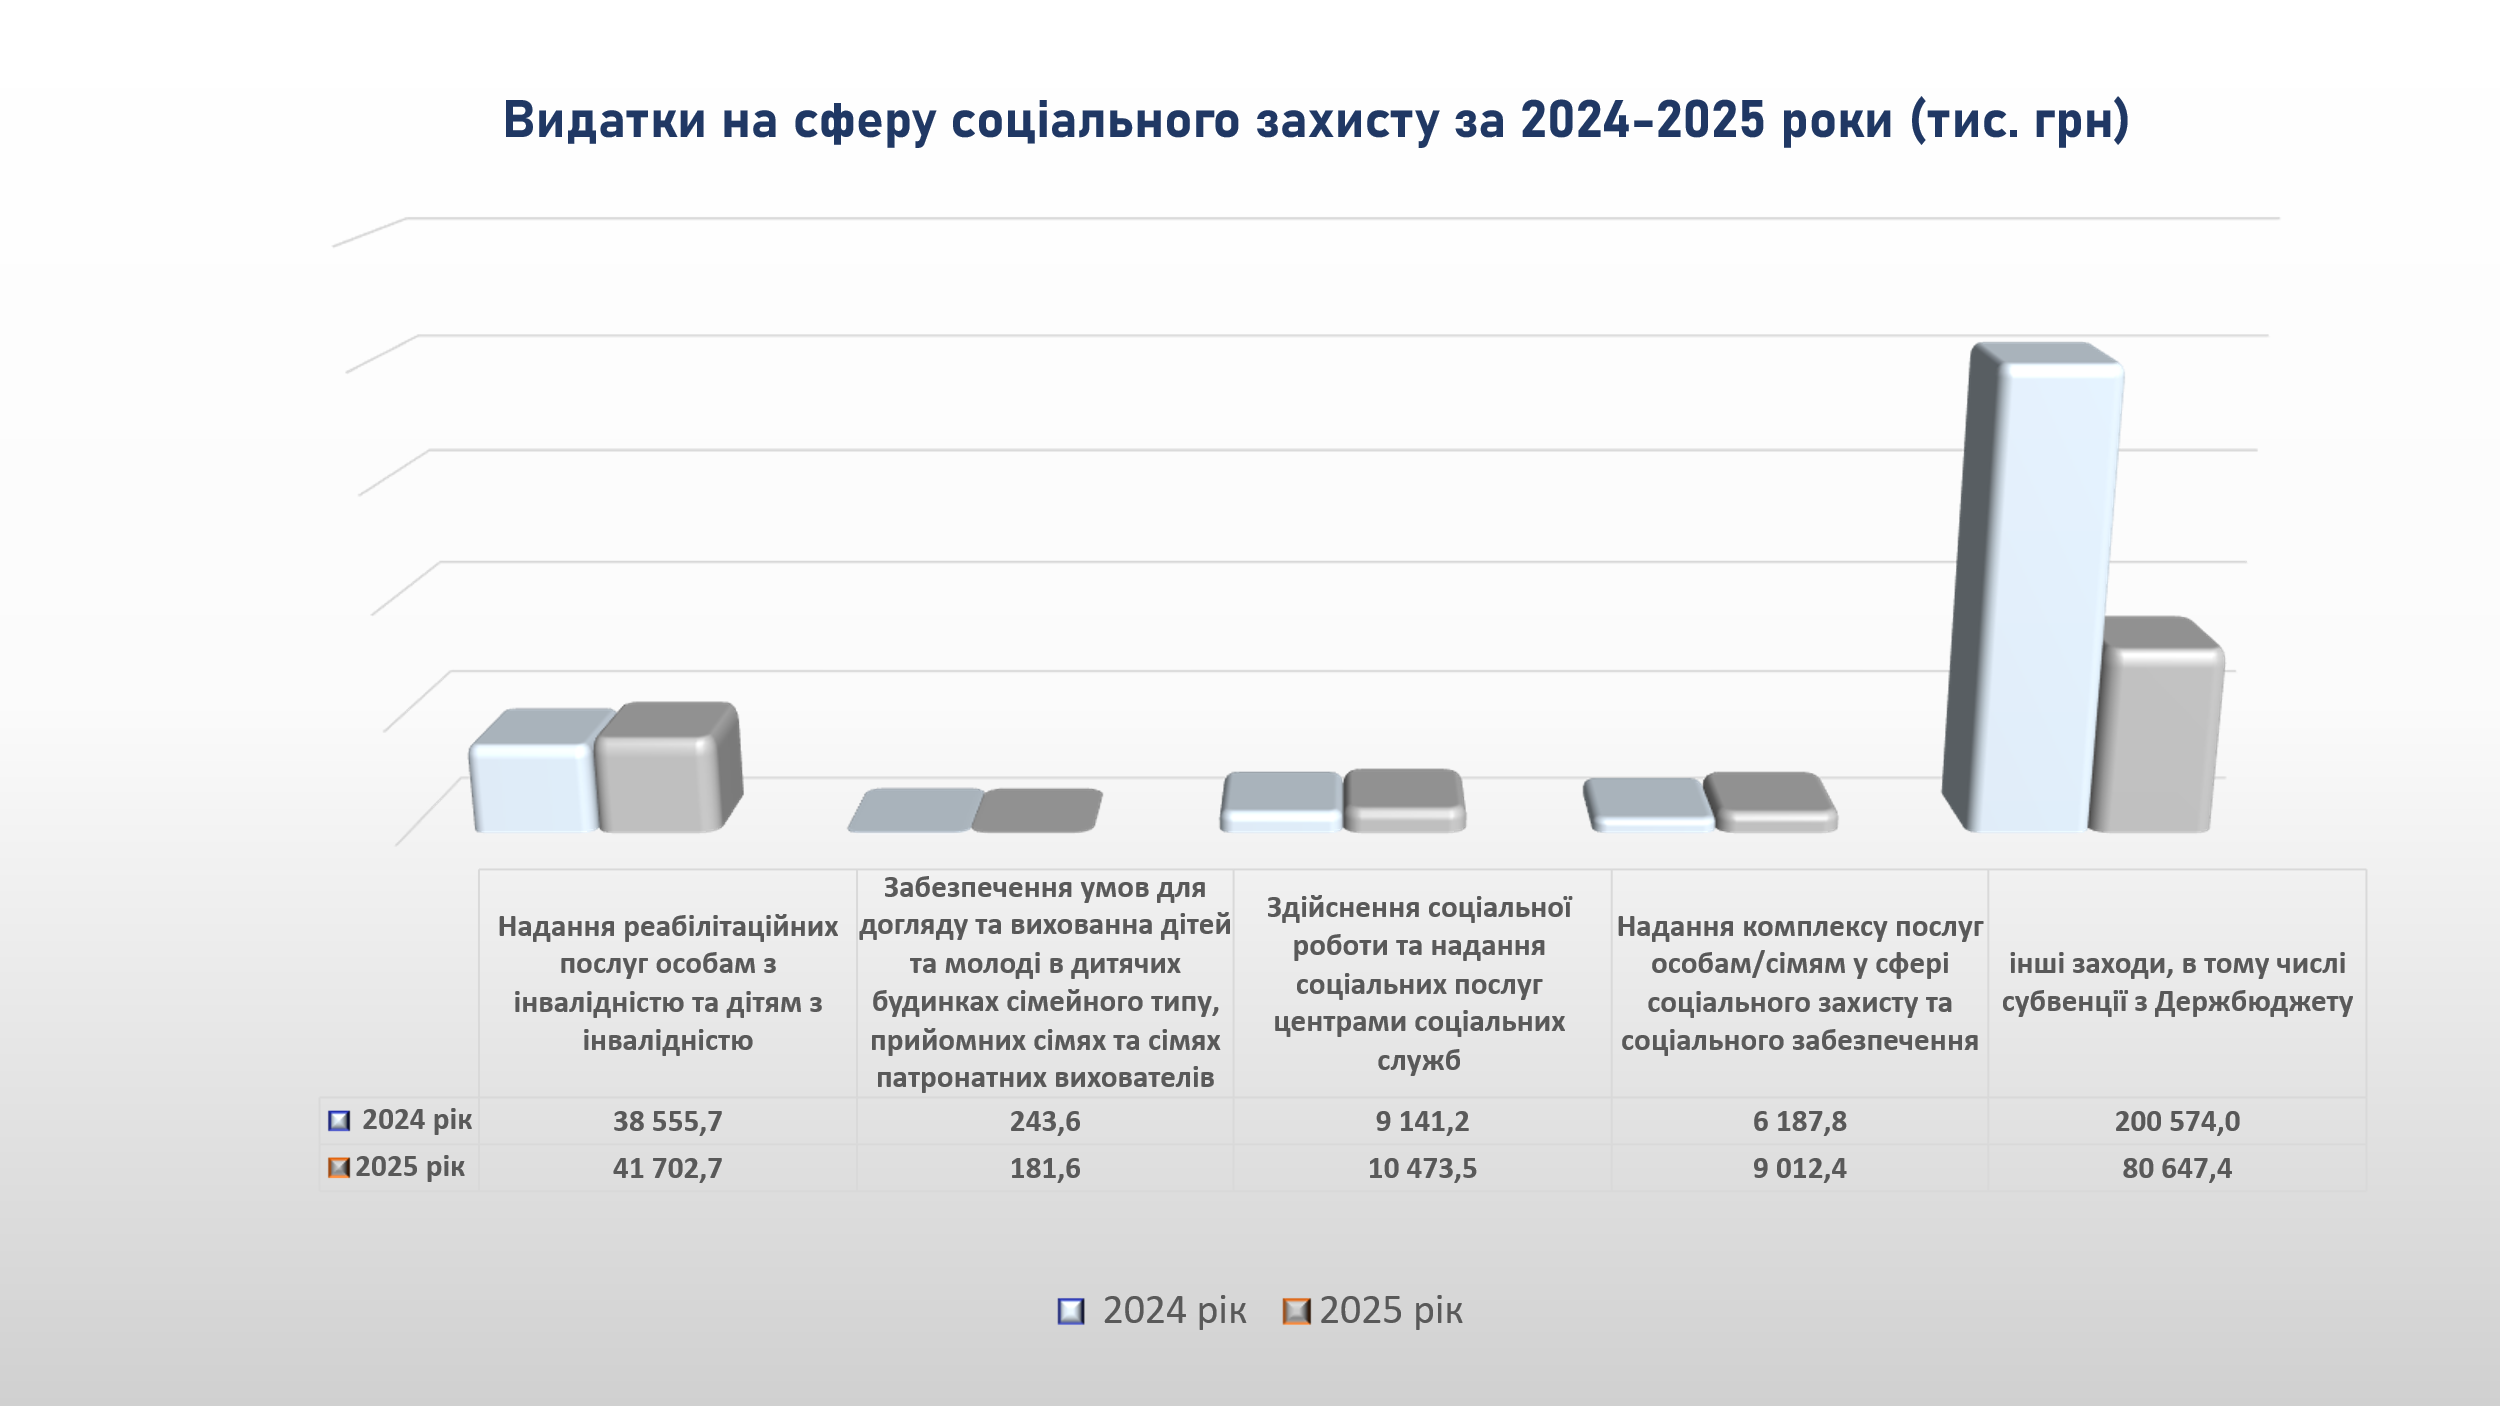 Видатки на сферу соціального захисту за 2024-2025 роки (тис. грн)
Надання реабілітаційних
послуг особам з
інвалідністю та дітям з
інвалідністю
Забезпечення умов для
догляду та вихованна дітей
та молоді в дитячих
будинках сімейного типу,
прийомних сімях та сімях
патронатних вихователів
Здійснення соціальної
роботи та надання
соціальних послуг
центрами соціальних
служб
Надання комплексу послуг
особам/сімям у сфері
соціального захисту та
соціального забезпечення
інші заходи, в тому числі
субвенції з Держбюджету
2024 рік 38 555,7 243,6 9 141,2 6 187,8 200 574,0
2025 рік 41 702,7 181,6 10 473,5 9 012,4 80 647,4
2024 рік 2025 рік